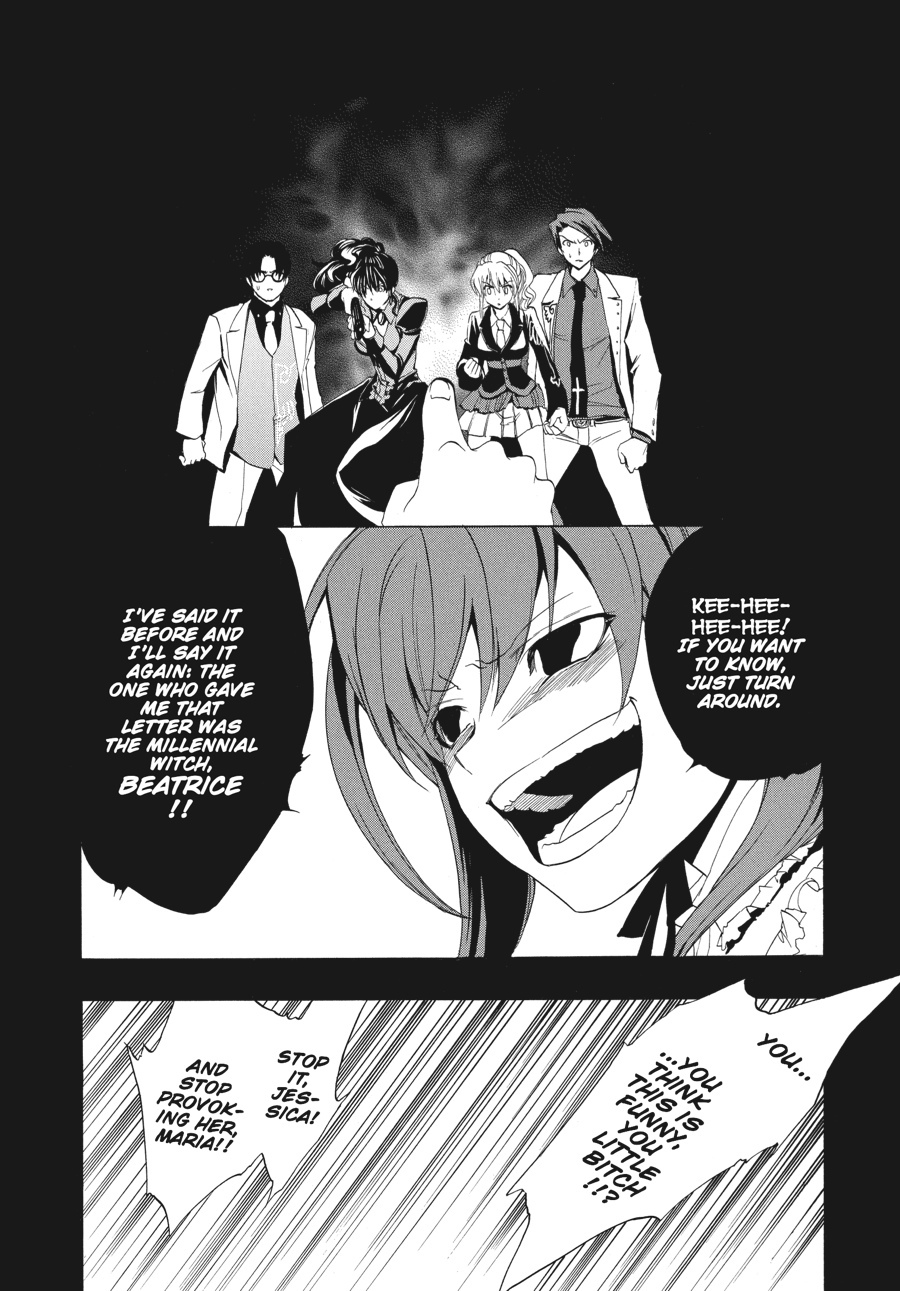 KEE-HEE-
HEE-HEE!
IF YOU WANT
TO KNOW,
JUST TURN
AROUND.
I'VE SAID IT
BEFORE AND
I'LL SAY IT
AGAIN: THE
ONE WHO GAVE
ME THAT
LETTER WAS
THE MILLENNIAL
WITCH,
BEATRICE
!!
YOU...
...YOU
THINK
THIS IS
FUNNY,
YOU
LITTLE
BITCH
!!?
STOP
IT,
JES-
SICA!
AND
STOP
PROVOK-
ING HER,
MARIA!!